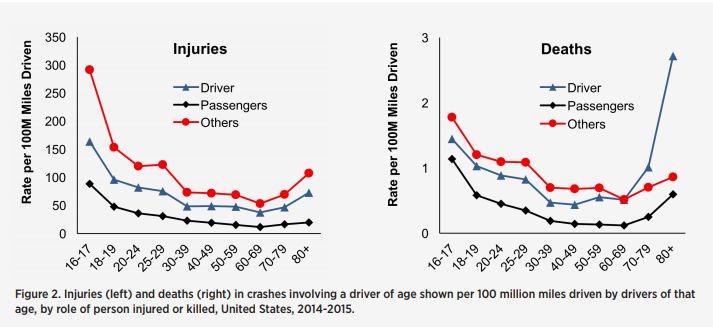 Injuries
Rate per 100M Miles Driven
350
300
250
200
150
100
50
0
Driver
Passengers
Others
16-17
18-19
20-24
25-29
30-39
40-49
50-59
60-69
70-79
80+
Deaths
Rate per 100M Miles Driven
3
2
1
0
Driver
Passengers
Others
16-17
18-19
20-24
25-29
30-39
40-49
50-59
60-69
70-79
80+
Figure 2. Injuries (left) and deaths (right) in crashes involving a driver of age shown per 100 million miles driven by drivers of that
age, by role of person injured or killed, United States, 2014-2015.